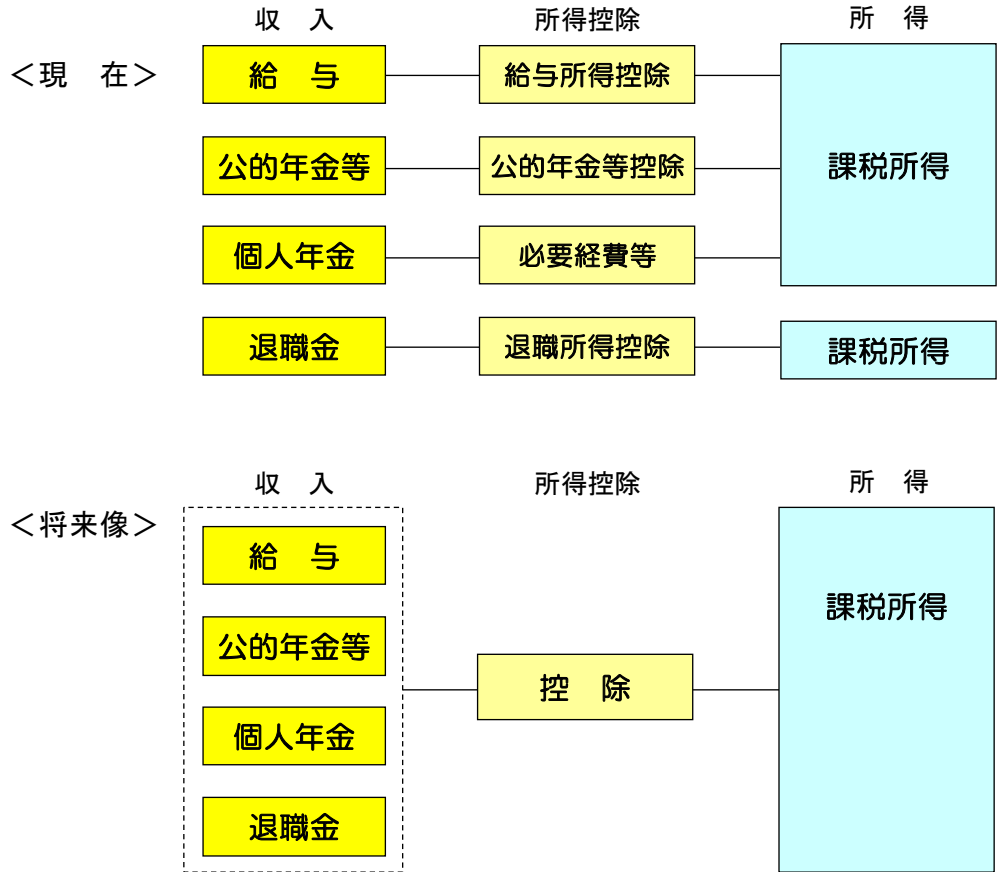 収　入　所得控除　所　得
＜現　在＞　給　与　給与所得控除
公的年金等　公的年金等控除　課税所得
個人年金　必要経費等
退職金　退職所得控除　課税所得
収　入　所得控除　所　得
＜将来像＞
給　与
課税所得
公的年金等
控　除
個人年金
退職金